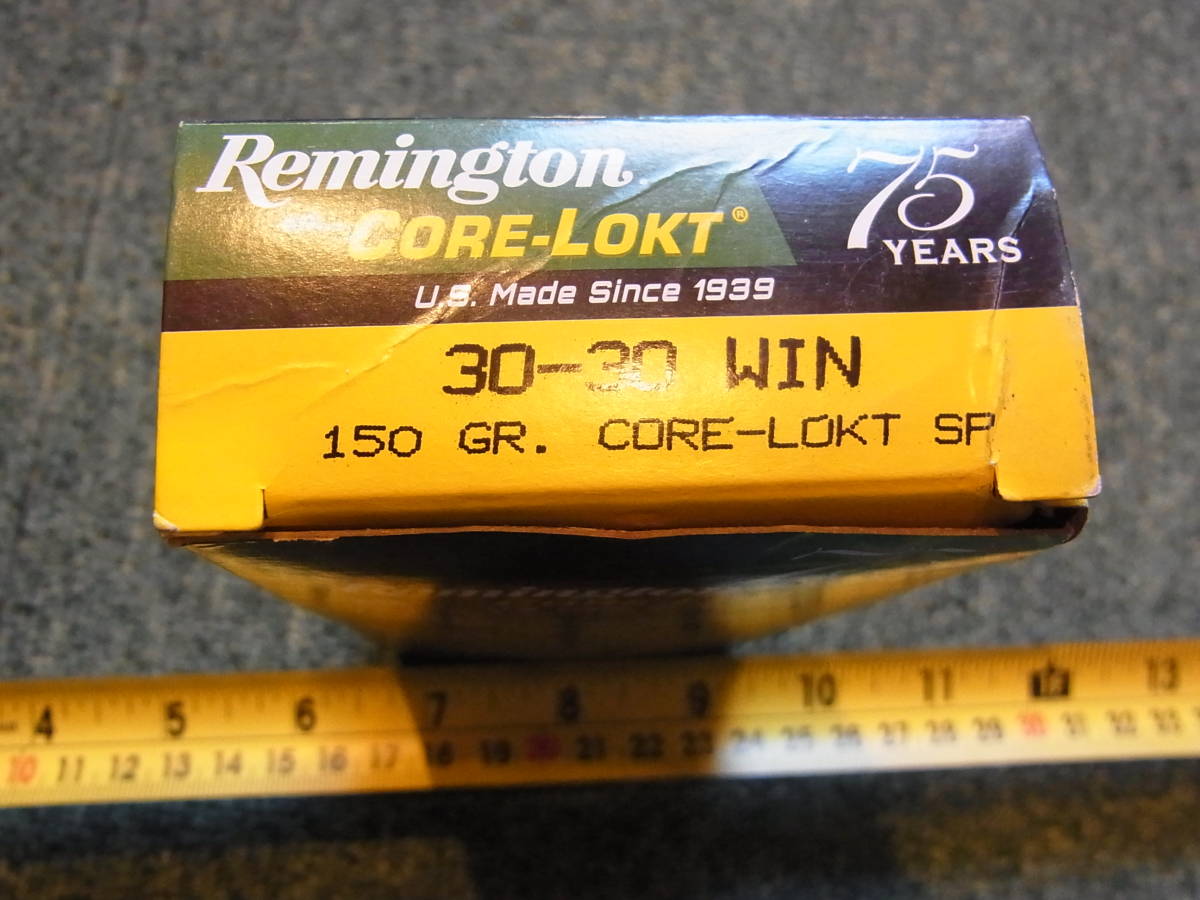 Remington
CORE-LOKT®
75
YEARS
U.S. Made Since 1939
30-30 WIN
150 GR. CORE-LOKT SP
4 5 6 7 8 9 10 11 12 13
10 11 12 13 14 15 16 17 18 19 20 21 22 23 24 25 26 27 28 29 30 31 32 33